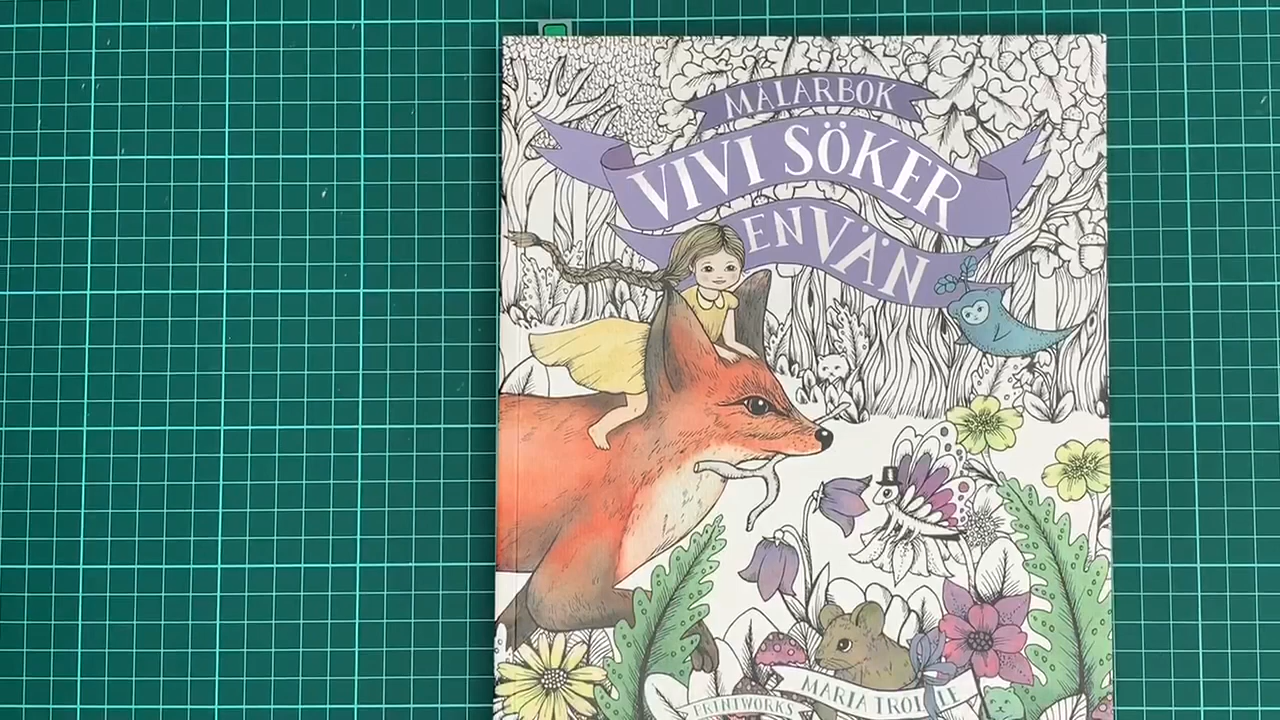 MÅLARBOK
VIVI SÖKER
EN VÄN
MARIA TROLLE
PRINTWORKS